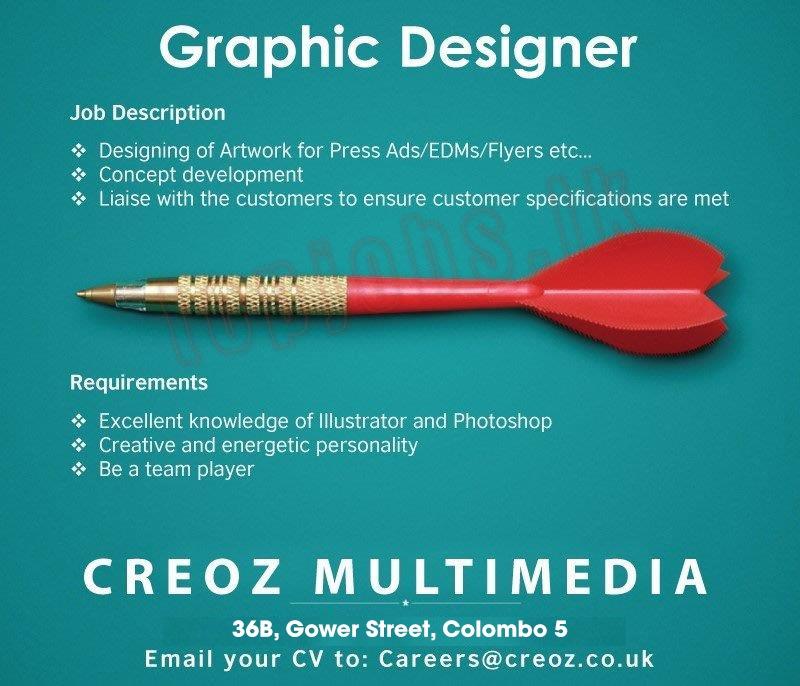 Graphic Designer
Job Description
❖ Designing of Artwork for Press Ads/EDMs/Flyers etc...
❖ Concept development
❖ Liaise with the customers to ensure customer specifications are met
topjobs.lk
Requirements
❖ Excellent knowledge of Illustrator and Photoshop
❖ Creative and energetic personality
❖ Be a team player
CREOZ MULTIMEDIA
36B, Gower Street, Colombo 5
Email your CV to: Careers@creoz.co.uk